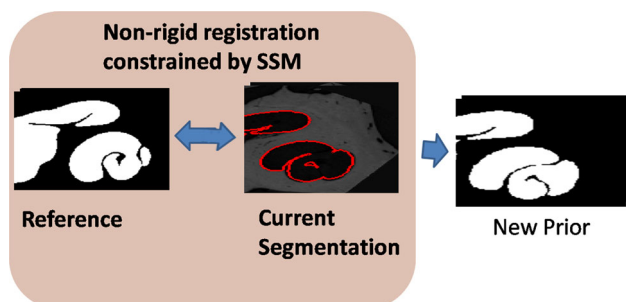 Non-rigid registration
constrained by SSM
Reference
Current
Segmentation
New Prior